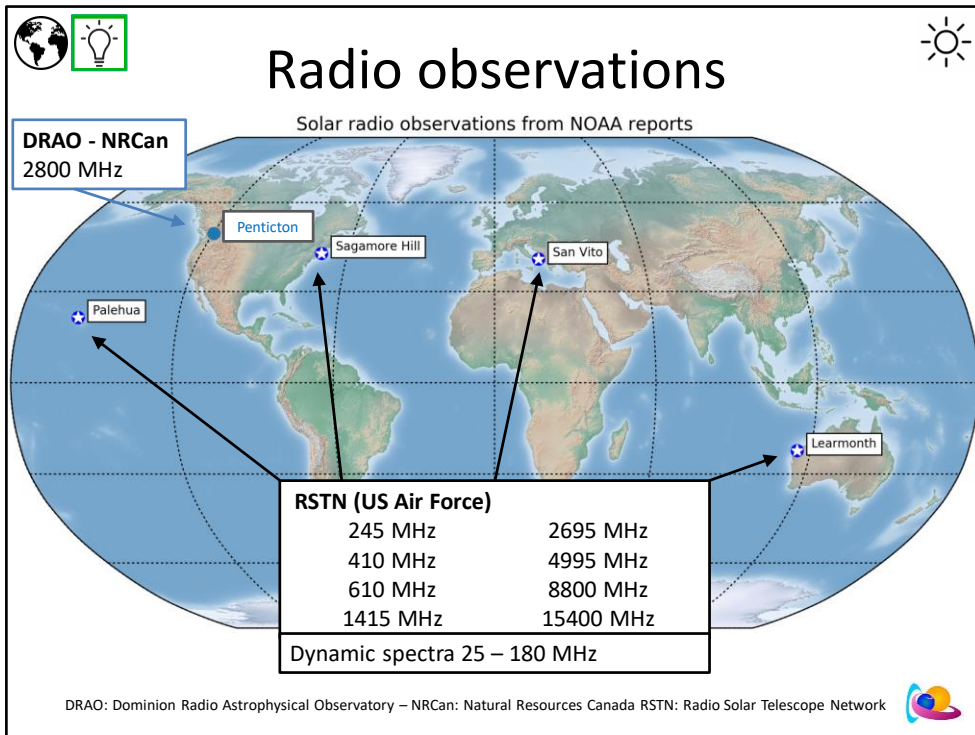 Radio observations
Solar radio observations from NOAA reports
DRAO - NRCan
2800 MHz
Penticton
Sagamore Hill
San Vito
Palehua
Learmonth
RSTN (US Air Force)
245 MHz 2695 MHz
410 MHz 4995 MHz
610 MHz 8800 MHz
1415 MHz 15400 MHz
Dynamic spectra 25 – 180 MHz
DRAO: Dominion Radio Astrophysical Observatory – NRCan: Natural Resources Canada RSTN: Radio Solar Telescope Network